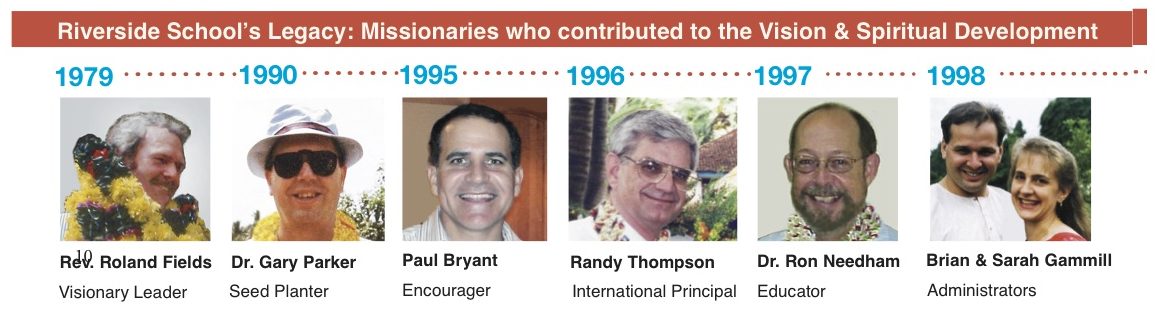 Riverside School's Legacy: Missionaries who contributed to the Vision & Spiritual Development
1979 1990 1995 1996 1997 1998
10
Rev. Roland Fields Dr. Gary Parker Paul Bryant Randy Thompson Dr. Ron Needham Brian & Sarah Gammill
Visionary Leader Seed Planter Encourager International Principal Educator Administrators